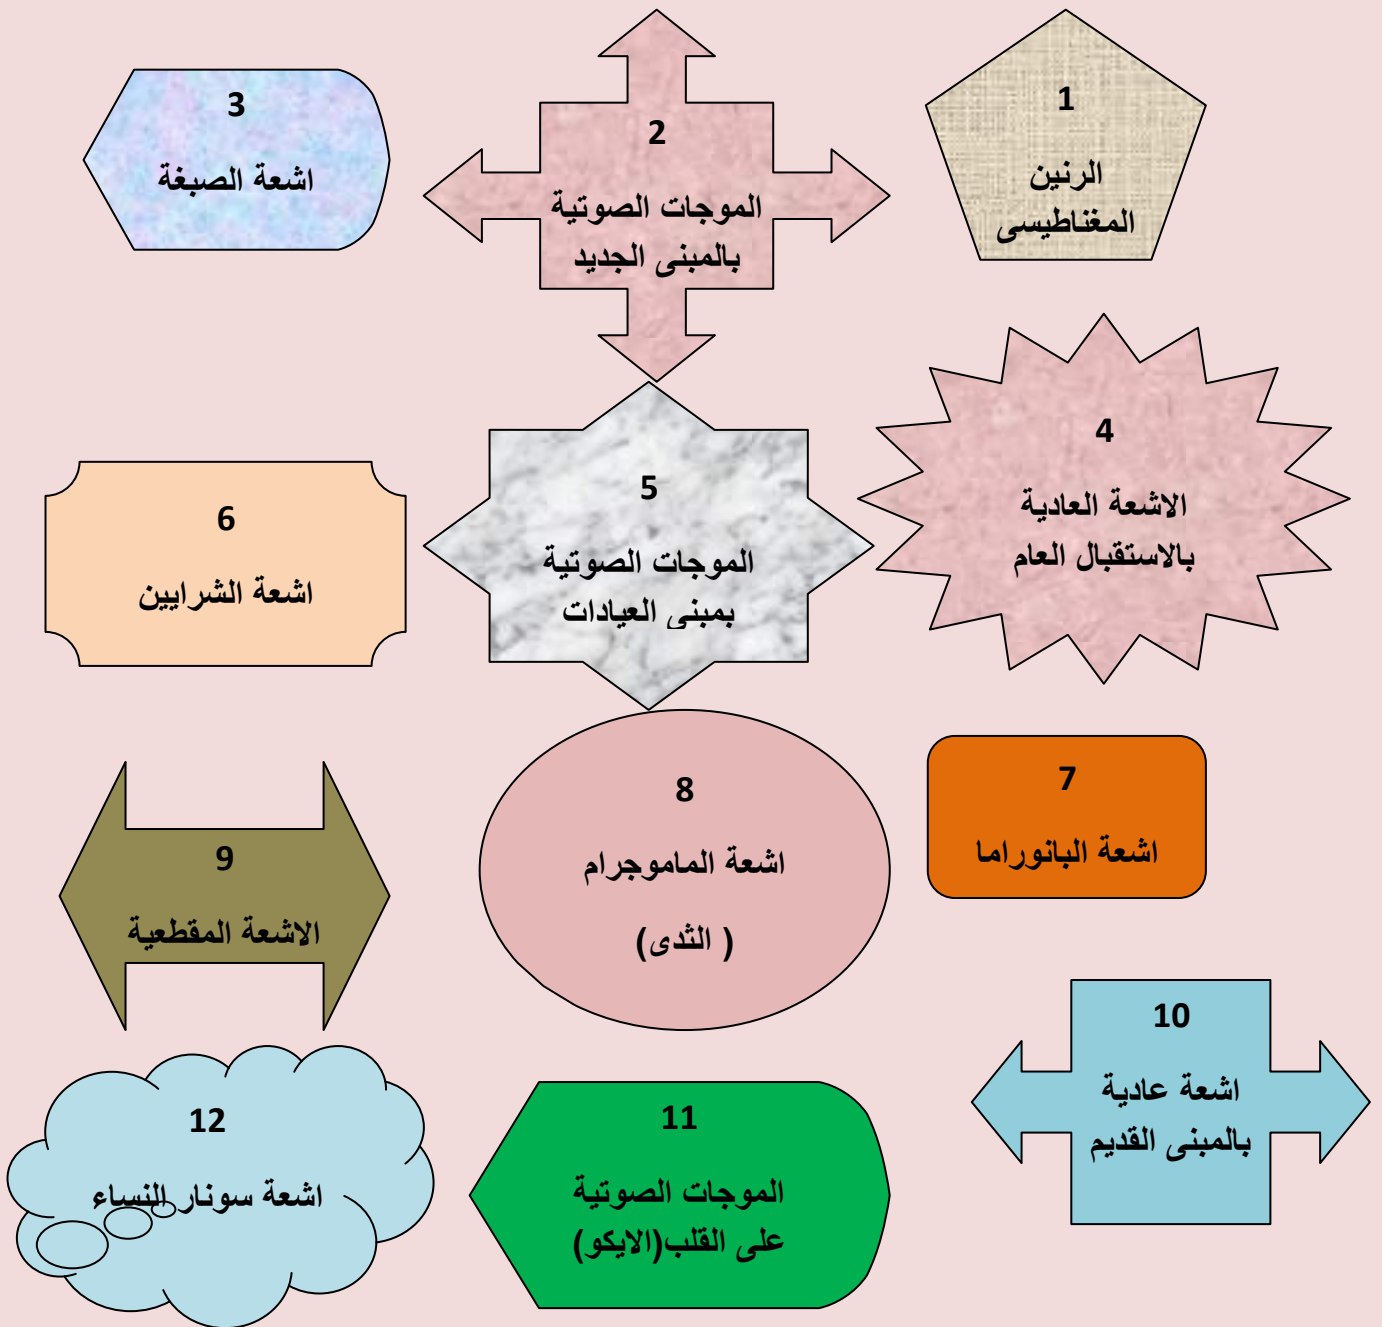 1
الرنين
المغناطيسى
2
الموجات الصوتية
بالمبنى الجديد
3
اشعة الصبغة
4
الاشعة العادية
بالاستقبال العام
5
الموجات الصوتية
بمبنى العيادات
6
اشعة الشرايين
7
اشعة البانوراما
8
اشعة الماموجرام
( الثدى)
9
الاشعة المقطعية
10
اشعة عادية
بالمبنى القديم
11
الموجات الصوتية
على القلب(الايكو)
12
اشعة سونار النساء